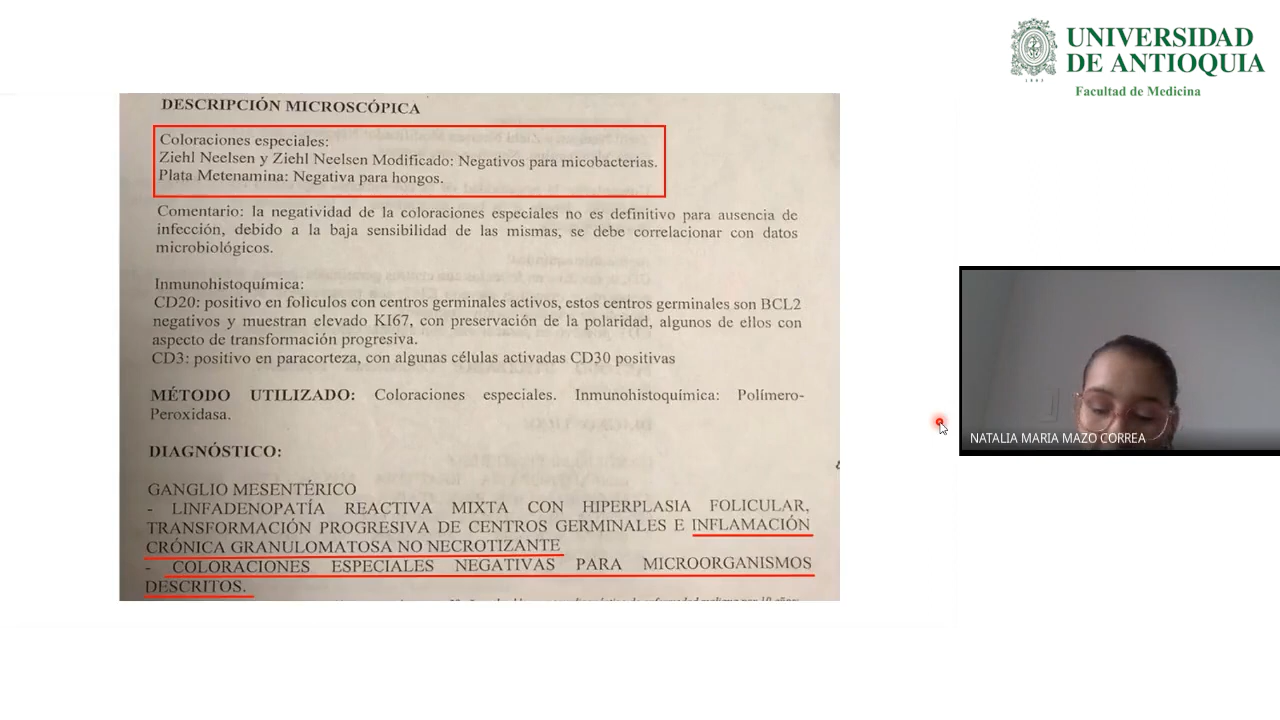 UNIVERSIDAD
DE ANTIOQUIA
1803
Facultad de Medicina
DESCRIPCIÓN MICROSCÓPICA
Coloraciones especiales:
Ziehl Neelsen y Ziehl Neelsen Modificado: Negativos para micobacterias.
Plata Metenamina: Negativa para hongos.
Comentario: la negatividad de la coloraciones especiales no es definitivo para ausencia de
infección, debido a la baja sensibilidad de las mismas, se debe correlacionar con datos
microbiológicos.
Inmunohistoquímica:
CD20: positivo en foliculos con centros germinales activos, estos centros germinales son BCL2
negativos y muestran elevado KI67, con preservación de la polaridad, algunos de ellos con
aspecto de transformación progresiva.
CD3: positivo en paracorteza, con algunas células activadas CD30 positivas
MÉTODO UTILIZADO: Coloraciones especiales. Inmunohistoquímica: Polímero-
Peroxidasa.
DIAGNÓSTICO:
GANGLIO MESENTÉRICO
- LINFADENOPATÍA REACTIVA MIXTA CON HIPERPLASIA FOLICULAR,
TRANSFORMACIÓN PROGRESIVA DE CENTROS GERMINALES E INFLAMACIÓN
CRÓNICA GRANULOMATOSA NO NECROTIZANTE
- COLORACIONES ESPECIALES NEGATIVAS PARA MICROORGANISMOS
DESCRITOS.
NATALIA MARIA MAZO CORREA